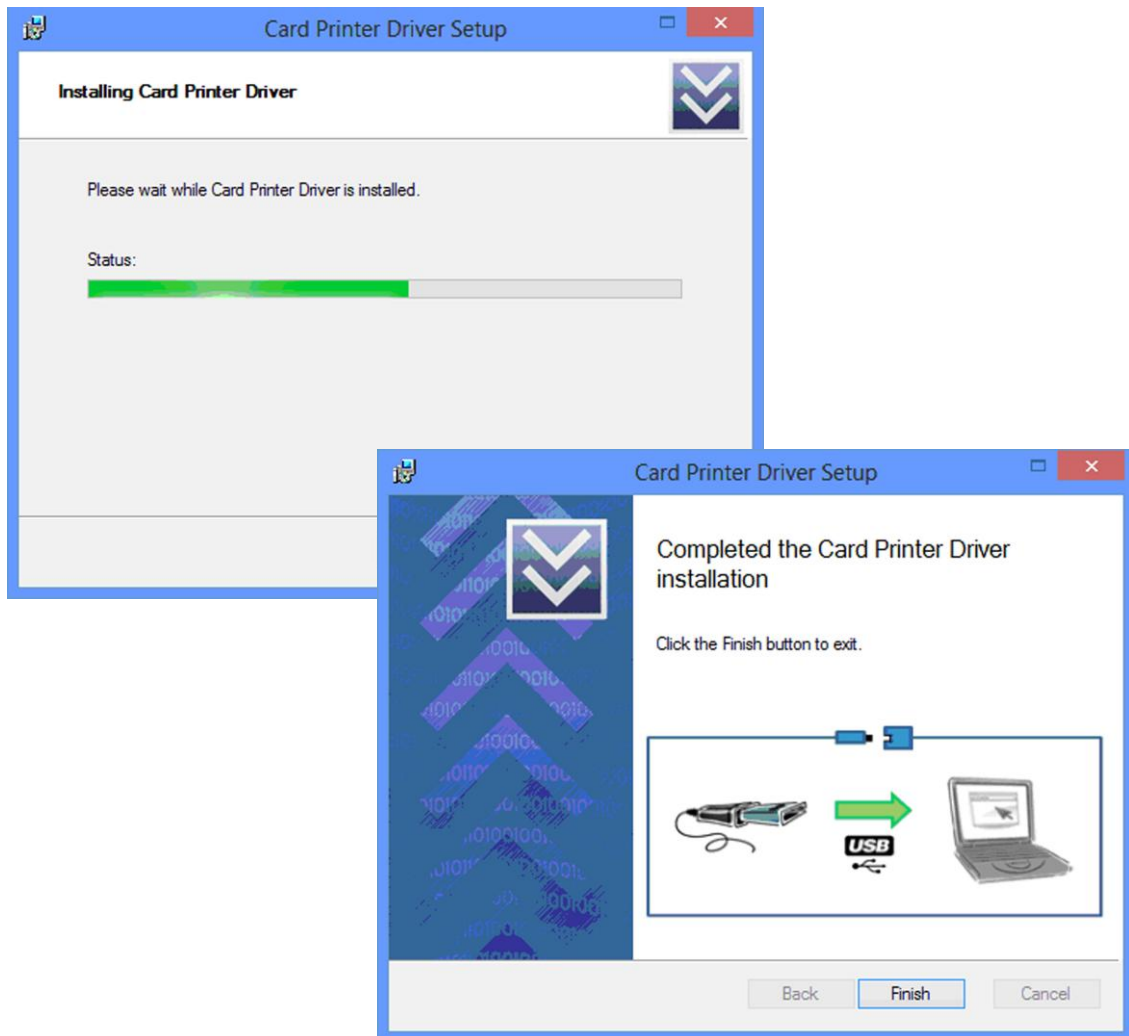 Card Printer Driver Setup
Installing Card Printer Driver
Please wait while Card Printer Driver is installed.
Status:
Card Printer Driver Setup
Completed the Card Printer Driver
installation
Click the Finish button to exit.
USB
Back Finish Cancel